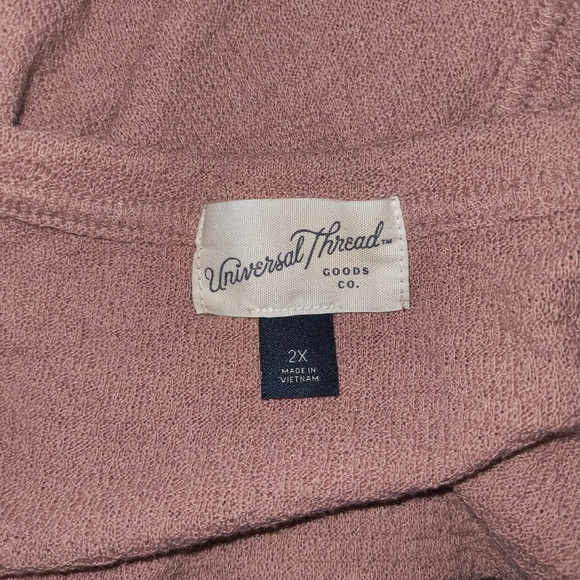 Universal Thread™
GOODS
CO.
2X
MADE IN
VIETNAM